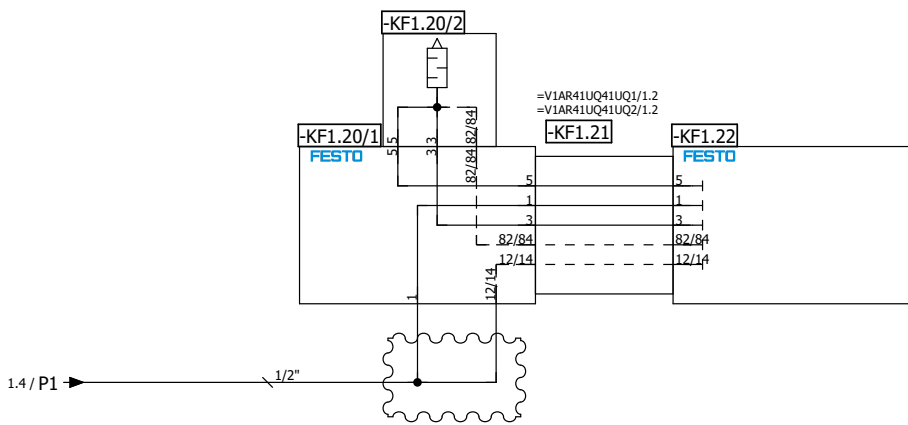 -KF1.20/2
=V1AR41UQ41UQ1/1.2
=V1AR41UQ41UQ2/1.2
-KF1.20/1
-KF1.21
-KF1.22
5
5
3
3
82/84
82/84
FESTO
FESTO
5
5
1
1
3
3
82/84
82/84
12/14
12/14
1
12/14
1.4 / P1
1/2"